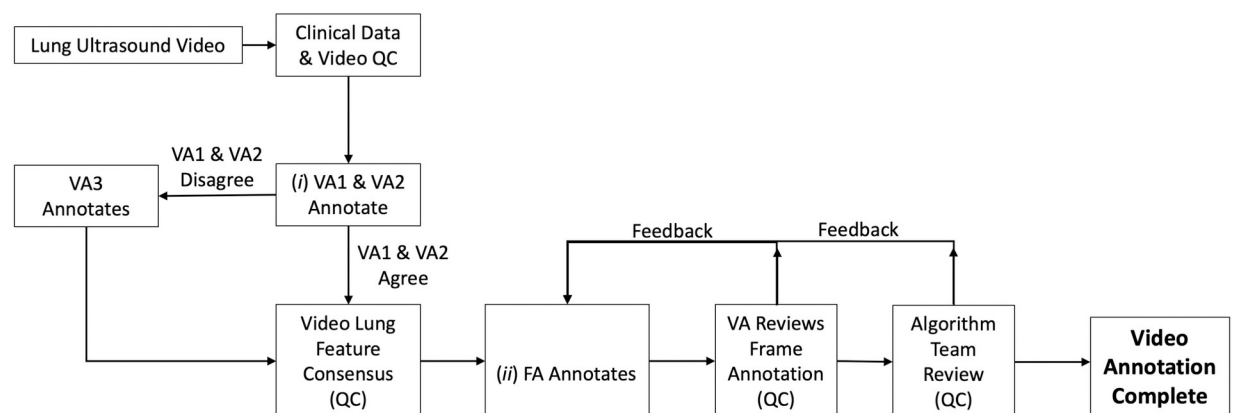 Lung Ultrasound Video
Clinical Data
& Video QC
VA1 & VA2
Disagree
VA3
Annotates
(i) VA1 & VA2
Annotate
VA1 & VA2
Agree
Feedback
Feedback
Video Lung
Feature
Consensus
(QC)
(ii) FA Annotates
VA Reviews
Frame
Annotation
(QC)
Algorithm
Team
Review
(QC)
Video
Annotation
Complete